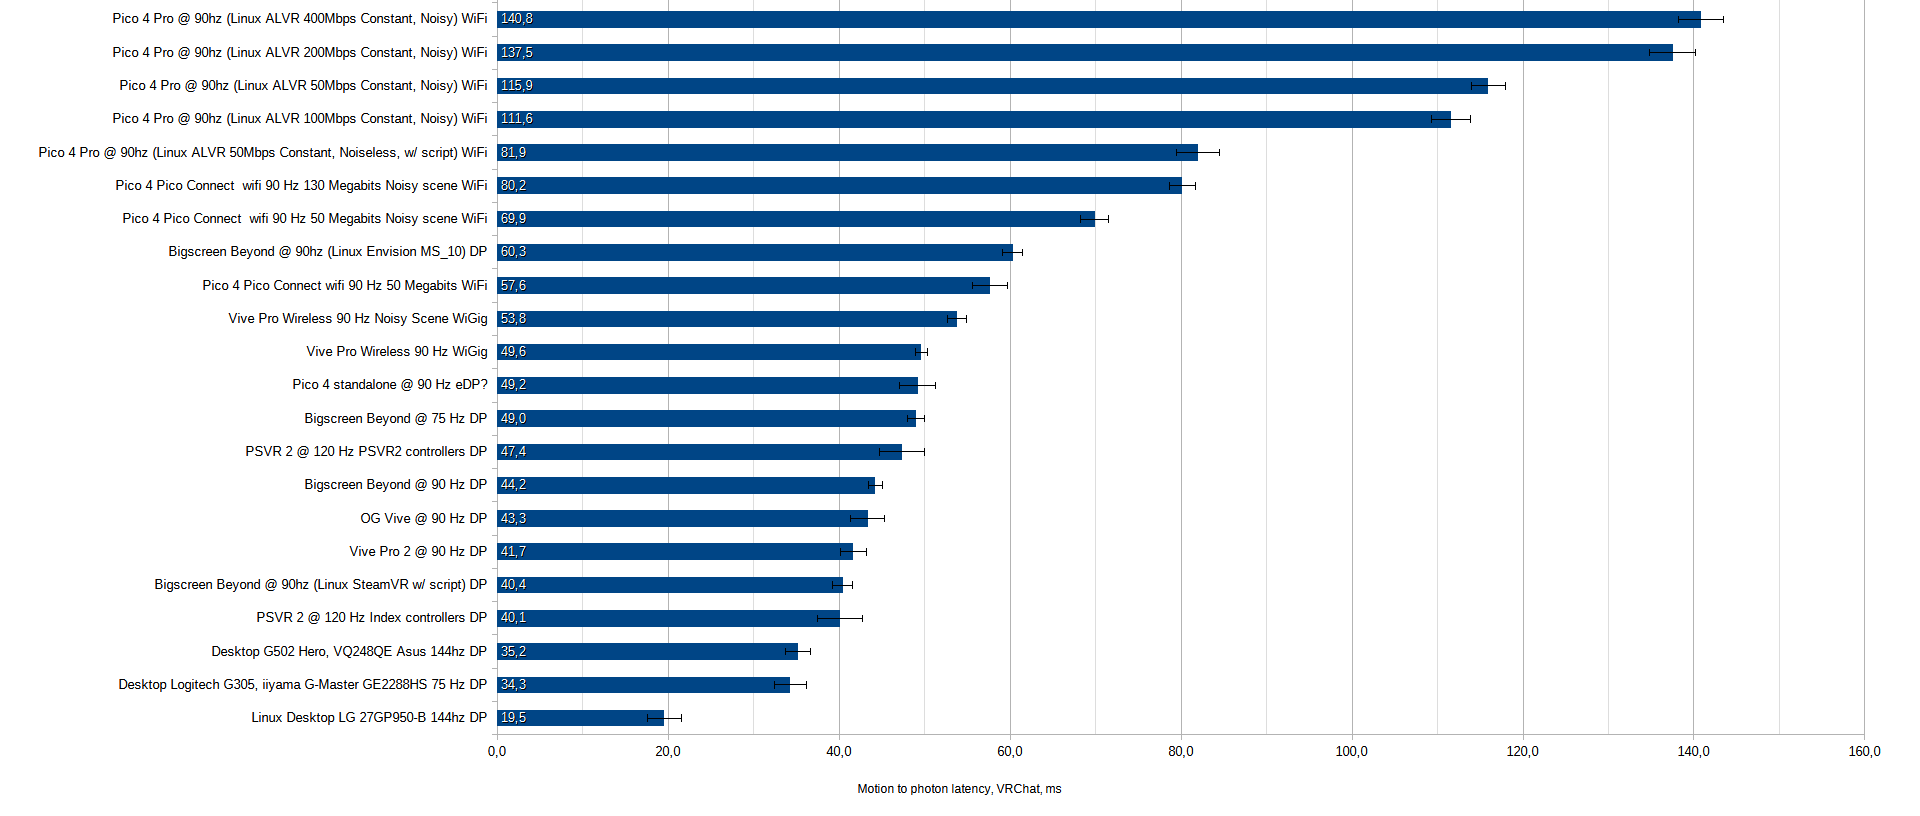 Pico 4 Pro @ 90hz (Linux ALVR 400Mbps Constant, Noisy) WiFi 140,8
Pico 4 Pro @ 90hz (Linux ALVR 200Mbps Constant, Noisy) WiFi 137,5
Pico 4 Pro @ 90hz (Linux ALVR 50Mbps Constant, Noisy) WiFi 115,9
Pico 4 Pro @ 90hz (Linux ALVR 100Mbps Constant, Noisy) WiFi 111,6
Pico 4 Pro @ 90hz (Linux ALVR 50Mbps Constant, Noiseless, w/ script) WiFi 81,9
Pico 4 Pico Connect  wifi 90 Hz 130 Megabits Noisy scene WiFi 80,2
Pico 4 Pico Connect  wifi 90 Hz 50 Megabits Noisy scene WiFi 69,9
Bigscreen Beyond @ 90hz (Linux Envision MS_10) DP 60,3
Pico 4 Pico Connect wifi 90 Hz 50 Megabits WiFi 57,6
Vive Pro Wireless 90 Hz Noisy Scene WiGig 53,8
Vive Pro Wireless 90 Hz WiGig 49,6
Pico 4 standalone @ 90 Hz eDP? 49,2
Bigscreen Beyond @ 75 Hz DP 49,0
PSVR 2 @ 120 Hz PSVR2 controllers DP 47,4
Bigscreen Beyond @ 90 Hz DP 44,2
OG Vive @ 90 Hz DP 43,3
Vive Pro 2 @ 90 Hz DP 41,7
Bigscreen Beyond @ 90hz (Linux SteamVR w/ script) DP 40,4
PSVR 2 @ 120 Hz Index controllers DP 40,1
Desktop G502 Hero, VQ248QE Asus 144hz DP 35,2
Desktop Logitech G305, iiyama G-Master GE2288HS 75 Hz DP 34,3
Linux Desktop LG 27GP950-B 144hz DP 19,5
0,0 20,0 40,0 60,0 80,0 100,0 120,0 140,0 160,0
Motion to photon latency, VRChat, ms